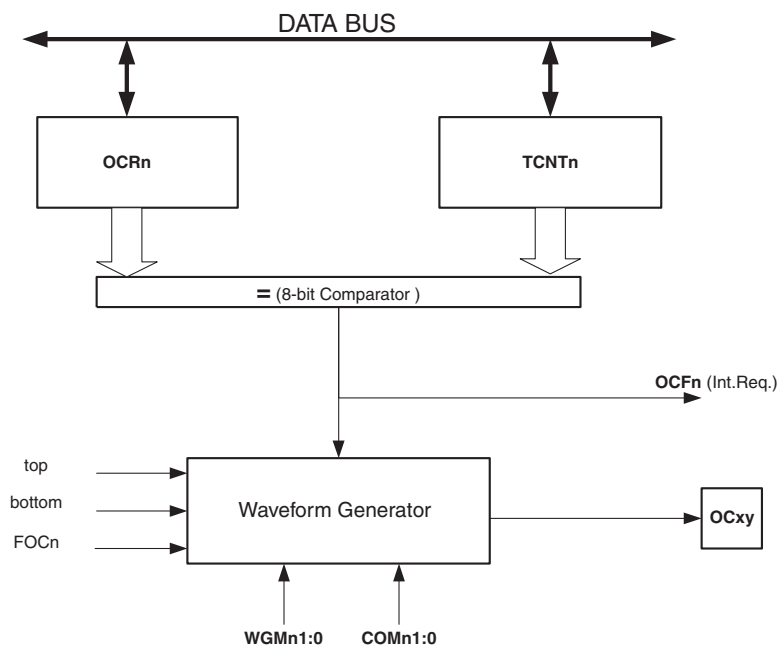 DATA BUS
OCRn
TCNTn
= (8-bit Comparator )
OCFn (Int.Req.)
top
bottom
FOCn
Waveform Generator
OCxy
WGMn1:0
COMn1:0